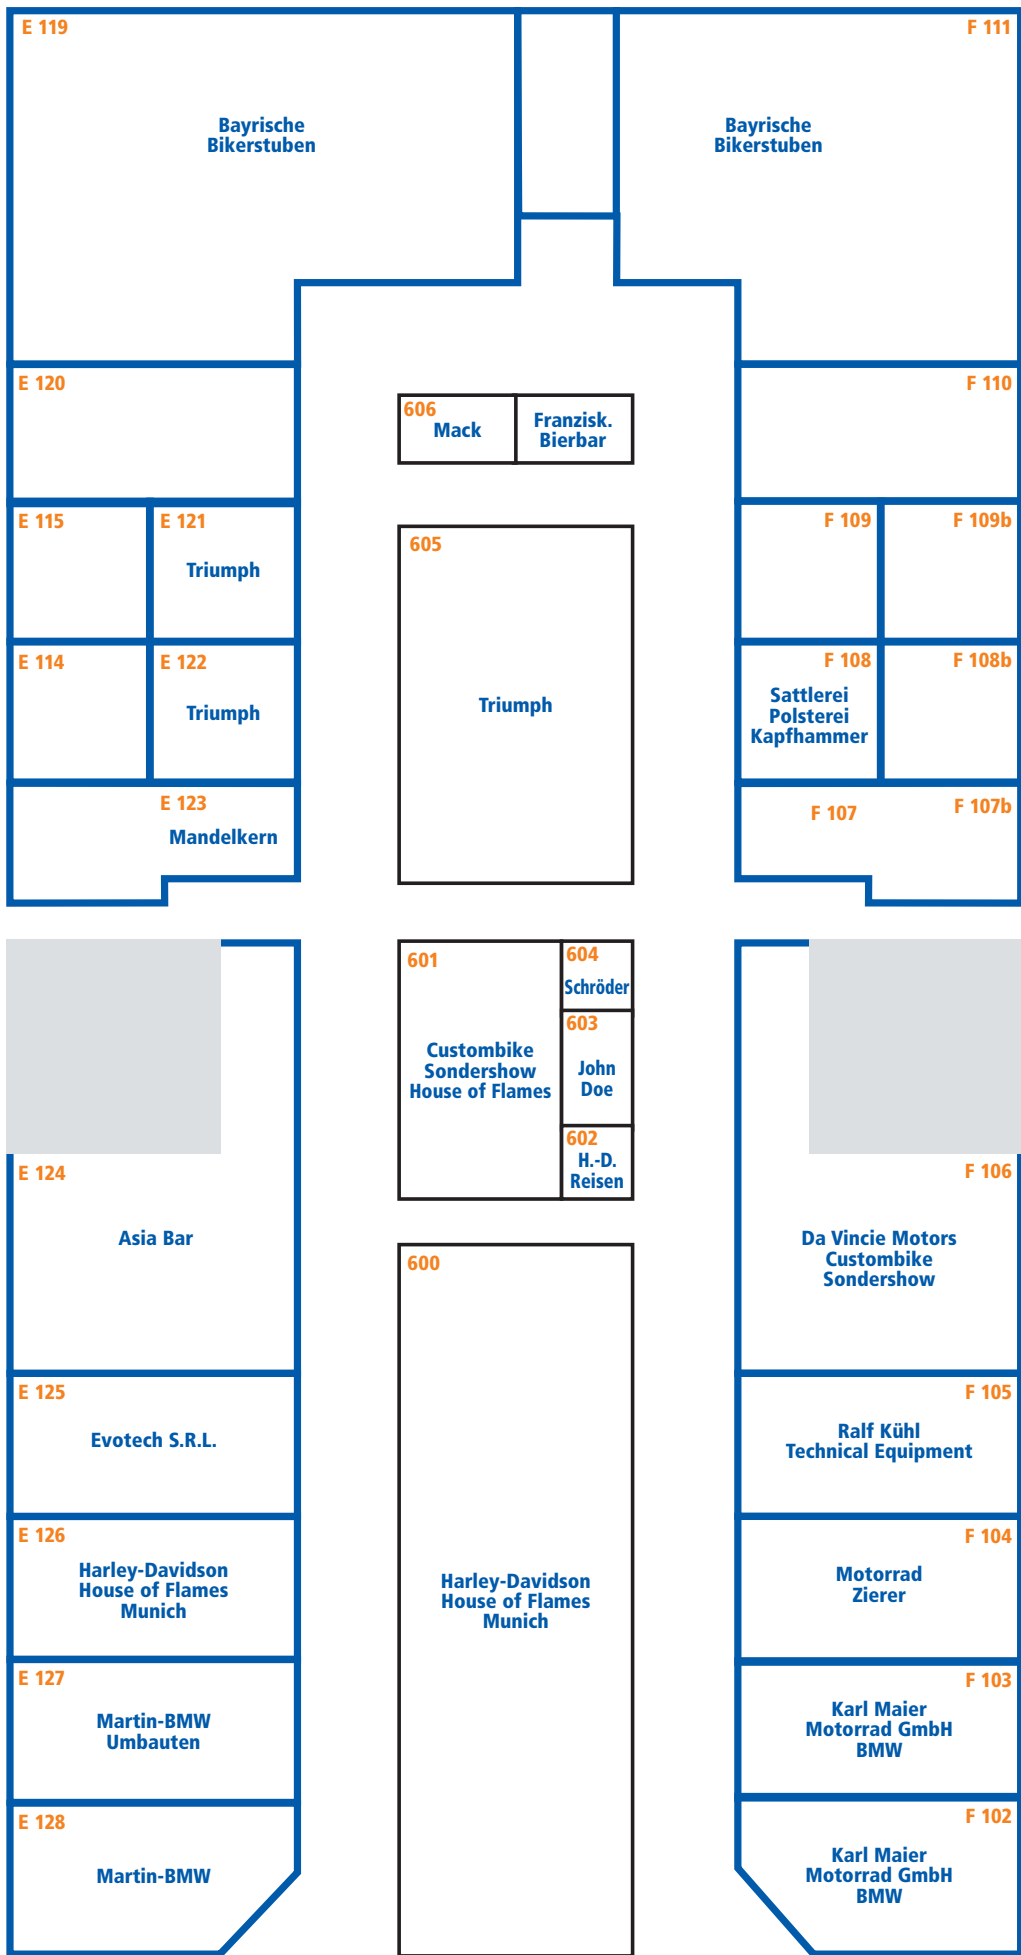 E 119
Bayrische
Bikerstuben
F 111
Bayrische
Bikerstuben
E 120
606
Mack
Franzisk.
Bierbar
F 110
E 115
E 121
Triumph
605
Triumph
F 109
F 109b
E 114
E 122
Triumph
F 108
Sattlerei
Polsterei
Kapfhammer
F 108b
E 123
Mandelkern
F 107
F 107b
601
Custombike
Sondershow
House of Flames
604
Schröder
603
John
Doe
602
H.-D.
Reisen
E 124
Asia Bar
F 106
Da Vincie Motors
Custombike
Sondershow
600
Harley-Davidson
House of Flames
Munich
E 125
Evotech S.R.L.
F 105
Ralf Kühl
Technical Equipment
E 126
Harley-Davidson
House of Flames
Munich
F 104
Motorrad
Zierer
E 127
Martin-BMW
Umbauten
F 103
Karl Maier
Motorrad GmbH
BMW
E 128
Martin-BMW
F 102
Karl Maier
Motorrad GmbH
BMW